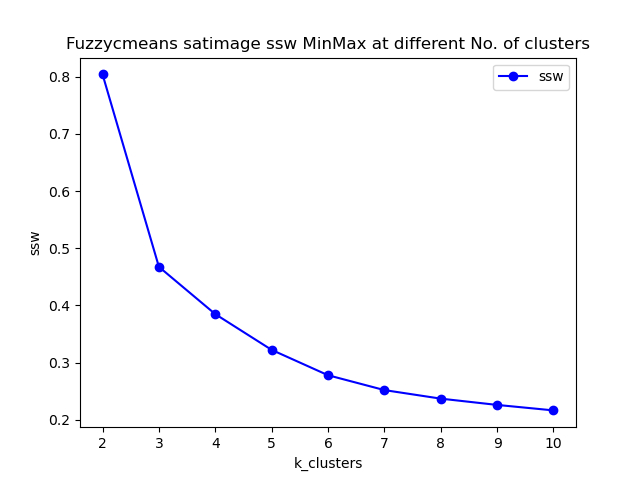 Fuzzycmeans satimage ssw MinMax at different No. of clusters
ssw
0.8
0.7
0.6
0.5
0.4
0.3
0.2
ssw
2 3 4 5 6 7 8 9 10
k_clusters